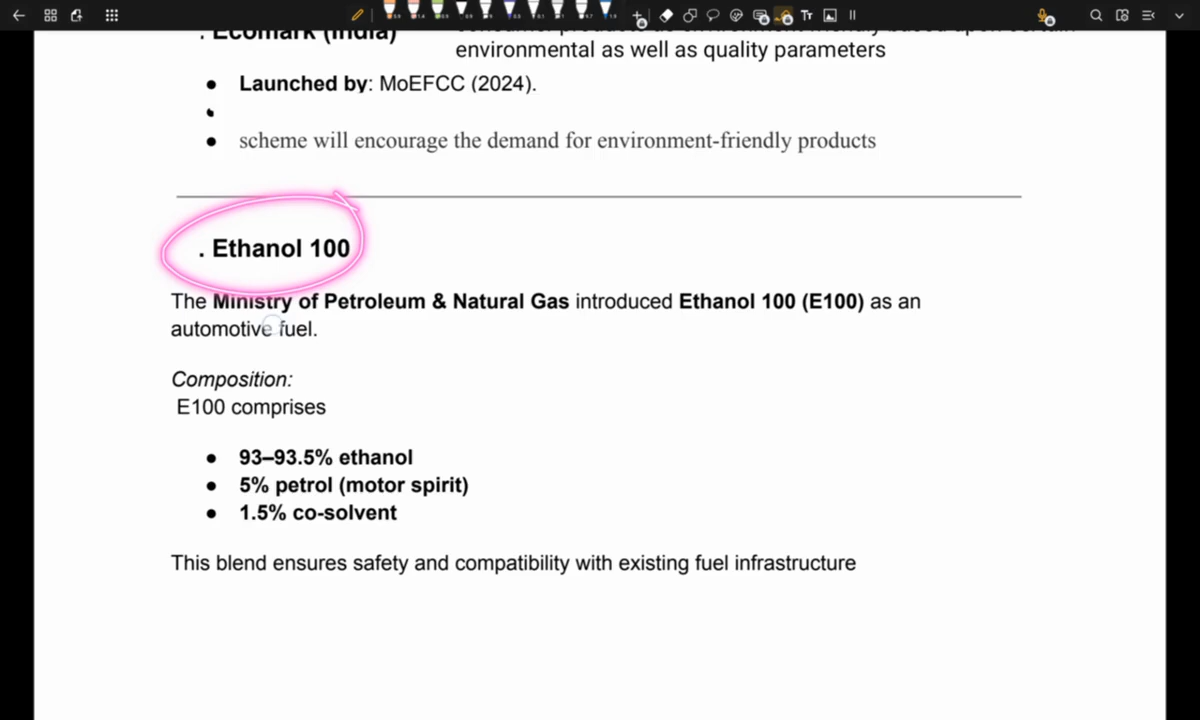 . Ecomark (India)
environmental as well as quality parameters
● Launched by: MoEFCC (2024).
●
● scheme will encourage the demand for environment-friendly products
. Ethanol 100
The Ministry of Petroleum & Natural Gas introduced Ethanol 100 (E100) as an
automotive fuel.
Composition:
E100 comprises
● 93–93.5% ethanol
● 5% petrol (motor spirit)
● 1.5% co-solvent
This blend ensures safety and compatibility with existing fuel infrastructure